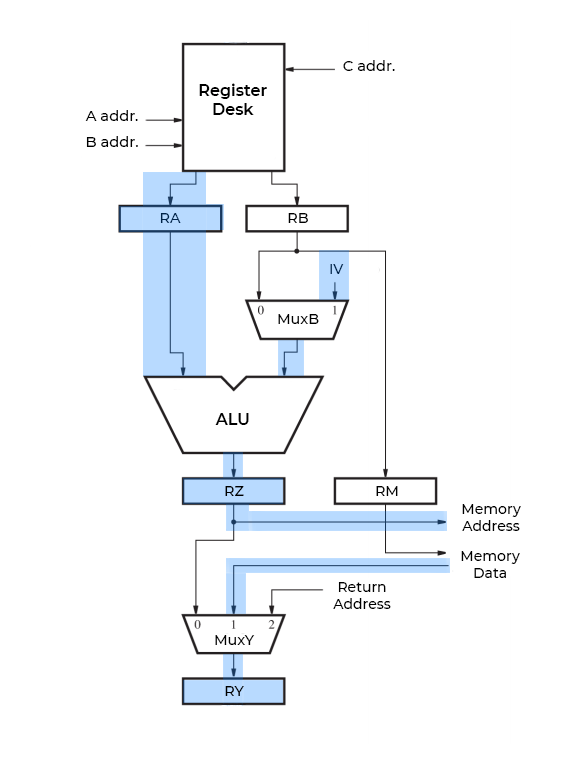 Register
Desk
C addr.
A addr.
B addr.
RA
RB
IV
0
1
MuxB
ALU
RZ
RM
Memory
Address
Memory
Data
Return
Address
0
1
2
MuxY
RY